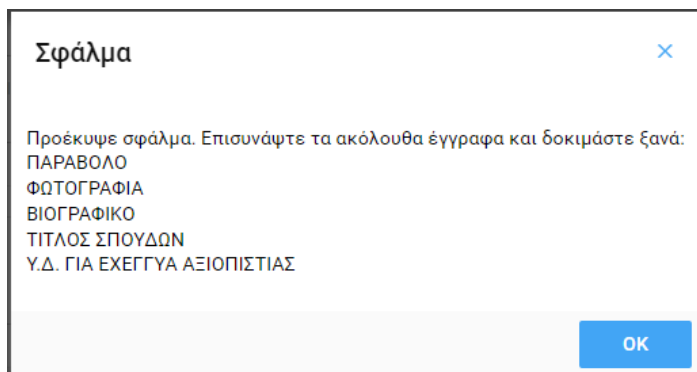 Σφάλμα
×
Προέκυψε σφάλμα. Επισυνάψτε τα ακόλουθα έγγραφα και δοκιμάστε ξανά:
ΠΑΡΑΒΟΛΟ
ΦΩΤΟΓΡΑΦΙΑ
ΒΙΟΓΡΑΦΙΚΟ
ΤΙΤΛΟΣ ΣΠΟΥΔΩΝ
Υ.Δ. ΓΙΑ ΕΧΕΓΓΥΑ ΑΞΙΟΠΙΣΤΙΑΣ
OK